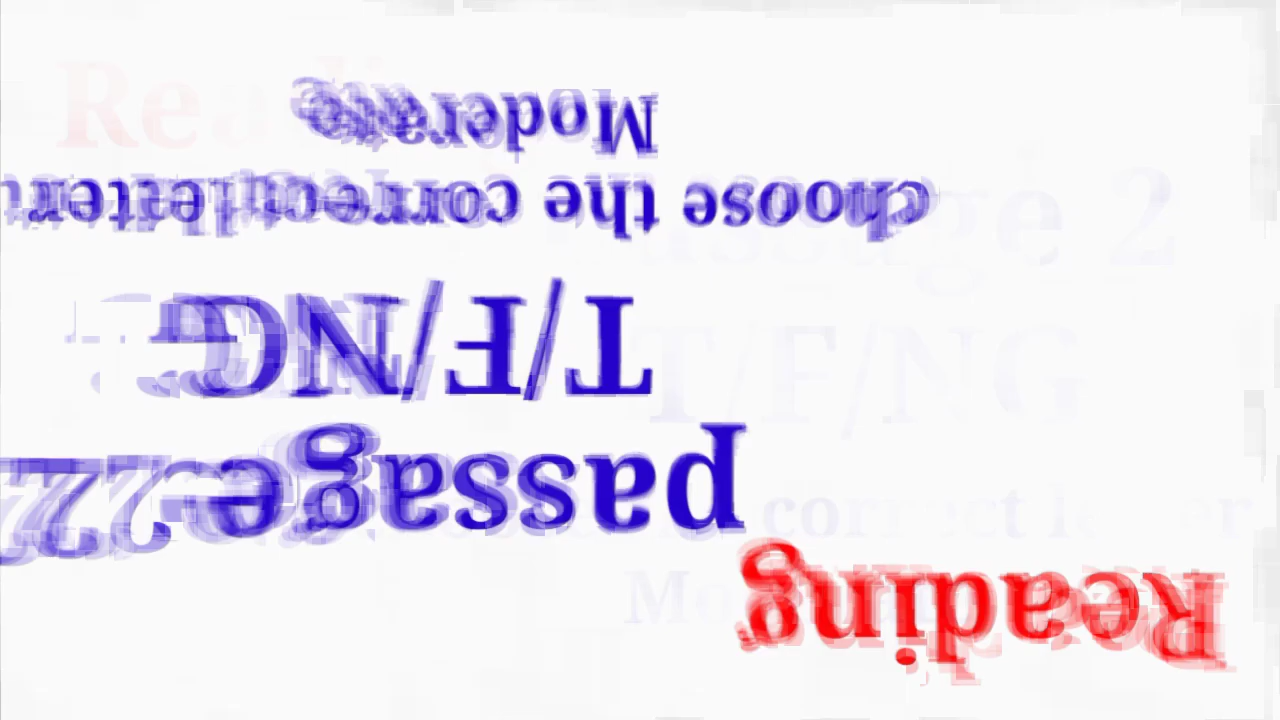 Reading
passage 2
T/F/NG
choose the correct letter
Moderate